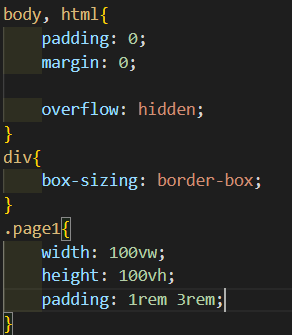 body, html{
    padding: 0;
    margin: 0;

    overflow: hidden;
}
div{
    box-sizing: border-box;
}
.page1{
    width: 100vw;
    height: 100vh;
    padding: 1rem 3rem;
}